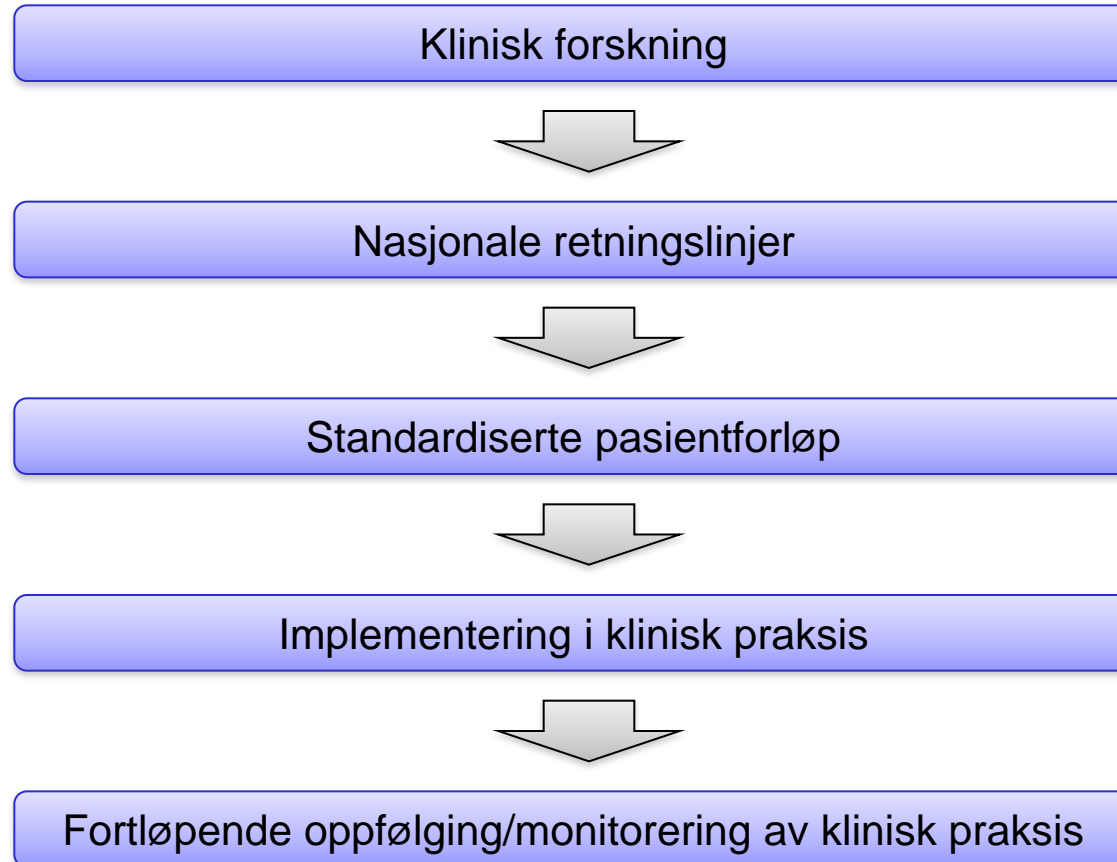 Klinisk forskning
Nasjonale retningslinjer
Standardiserte pasientforløp
Implementering i klinisk praksis
Fortløpende oppfølging/monitorering av klinisk praksis